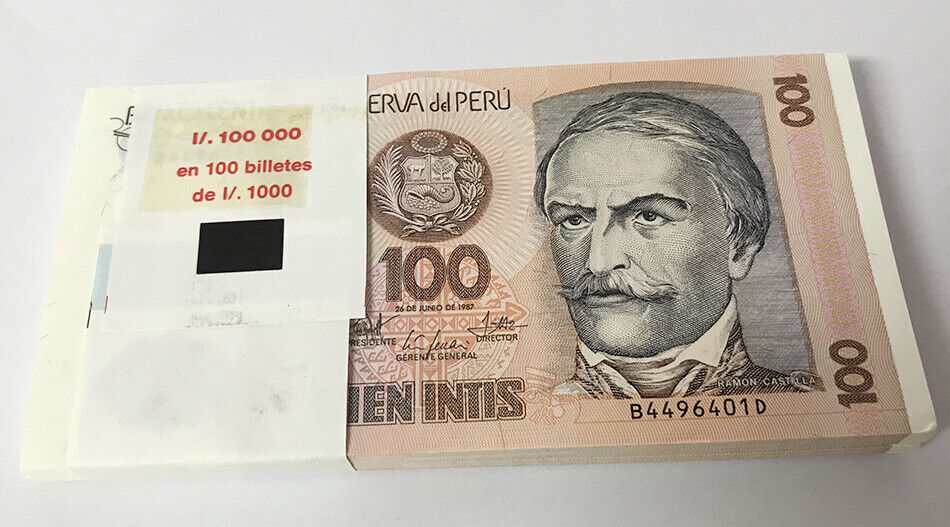 I/. 100 000
en 100 billetes
de I/. 1000
ERVA del PERÚ
100
100
26 DE JUNIO DE 1987
RESIDENTE
GERENTE GENERAL
DIRECTOR
IEN INTIS
RAMON CASTILLA
B4496401D
100